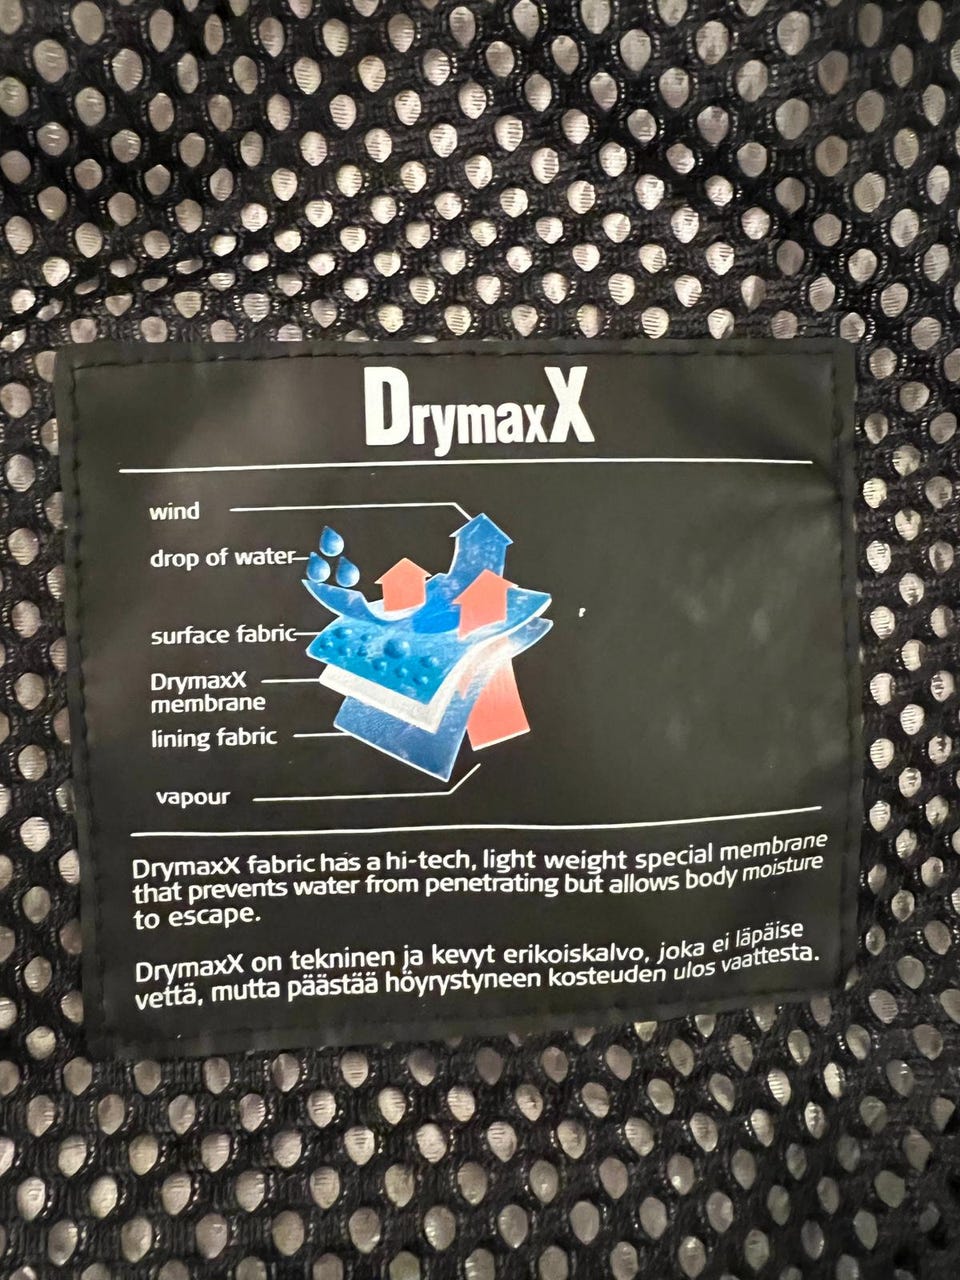 DrymaxX
wind
drop of water
surface fabric
DrymaxX
membrane
lining fabric
vapour
DrymaxX fabric has a hi-tech, light weight special membrane
that prevents water from penetrating but allows body moisture
to escape.
DrymaxX on tekninen ja kevyt erikoiskalvo, joka ei läpäise
vettä, mutta päästää höyrystyneen kosteuden ulos vaattesta.